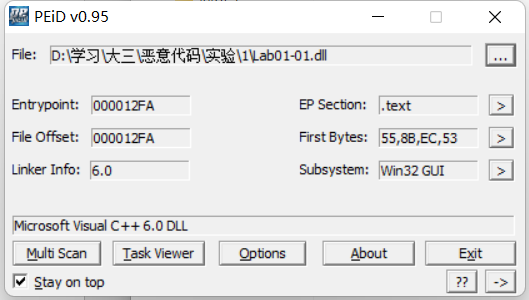 PEiD v0.95
File: D:\学习\大三\恶意代码\实验\1\Lab01-01.dll ...
Entrypoint: 000012FA EP Section: .text >
File Offset: 000012FA First Bytes: 55,8B,EC,53 >
Linker Info: 6.0 Subsystem: Win32 GUI >
Microsoft Visual C++ 6.0 DLL
Multi Scan Task Viewer Options About Exit
Stay on top ?? ->